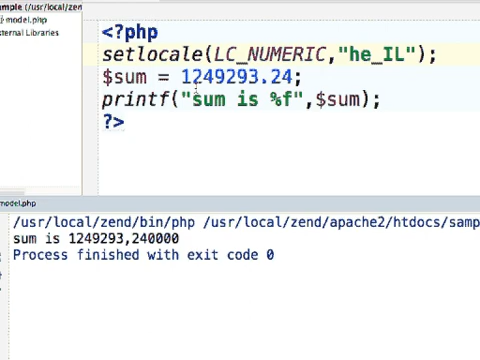 ample (/usr/local/zend
model.php
ternal Libraries
<?php
setlocale(LC_NUMERIC,"he_IL");
$sum = 1249293.24;
printf("sum is %f",$sum);
?>
model.php
/usr/local/zend/bin/php /usr/local/zend/apache2/htdocs/samp
sum is 1249293,240000
Process finished with exit code 0